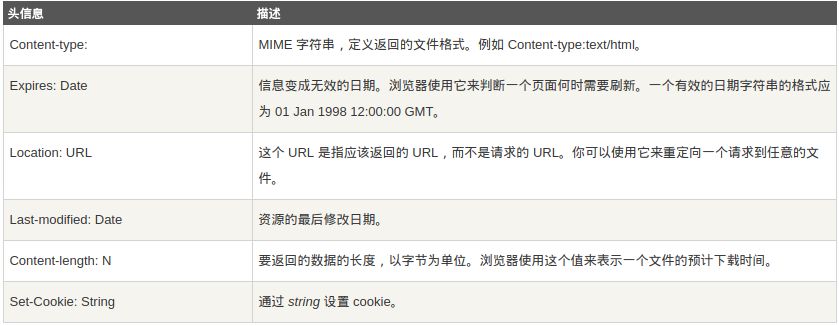 头信息 描述
Content-type: MIME 字符串，定义返回的文件格式。例如 Content-type:text/html。
Expires: Date 信息变成无效的日期。浏览器使用它来判断一个页面何时需要刷新。一个有效的日期字符串的格式应
为 01 Jan 1998 12:00:00 GMT。
Location: URL 这个 URL 是指应该返回的 URL，而不是请求的 URL。你可以使用它来重定向一个请求到任意的文
件。
Last-modified: Date 资源的最后修改日期。
Content-length: N 要返回的数据的长度，以字节为单位。浏览器使用这个值来表示一个文件的预计下载时间。
Set-Cookie: String 通过 string 设置 cookie。